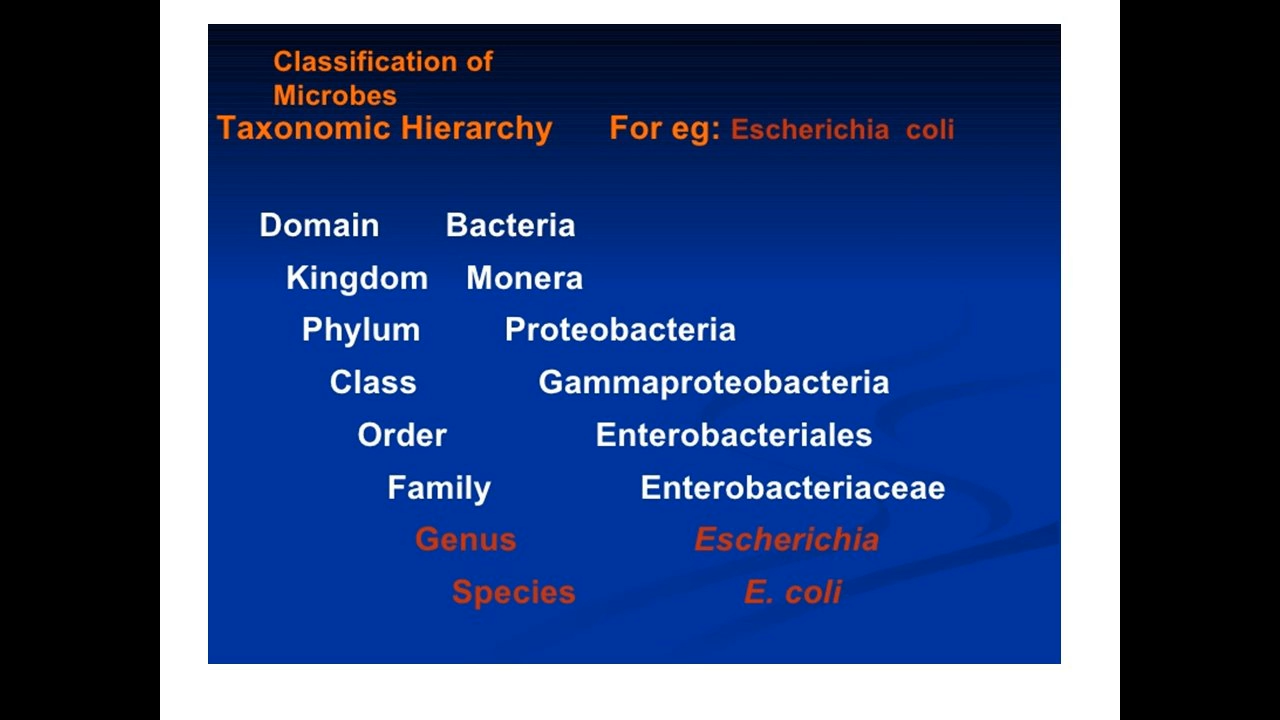 Classification of
Microbes
Taxonomic Hierarchy For eg: Escherichia coli
Domain Bacteria
Kingdom Monera
Phylum Proteobacteria
Class Gammaproteobacteria
Order Enterobacteriales
Family Enterobacteriaceae
Genus Escherichia
Species E. coli